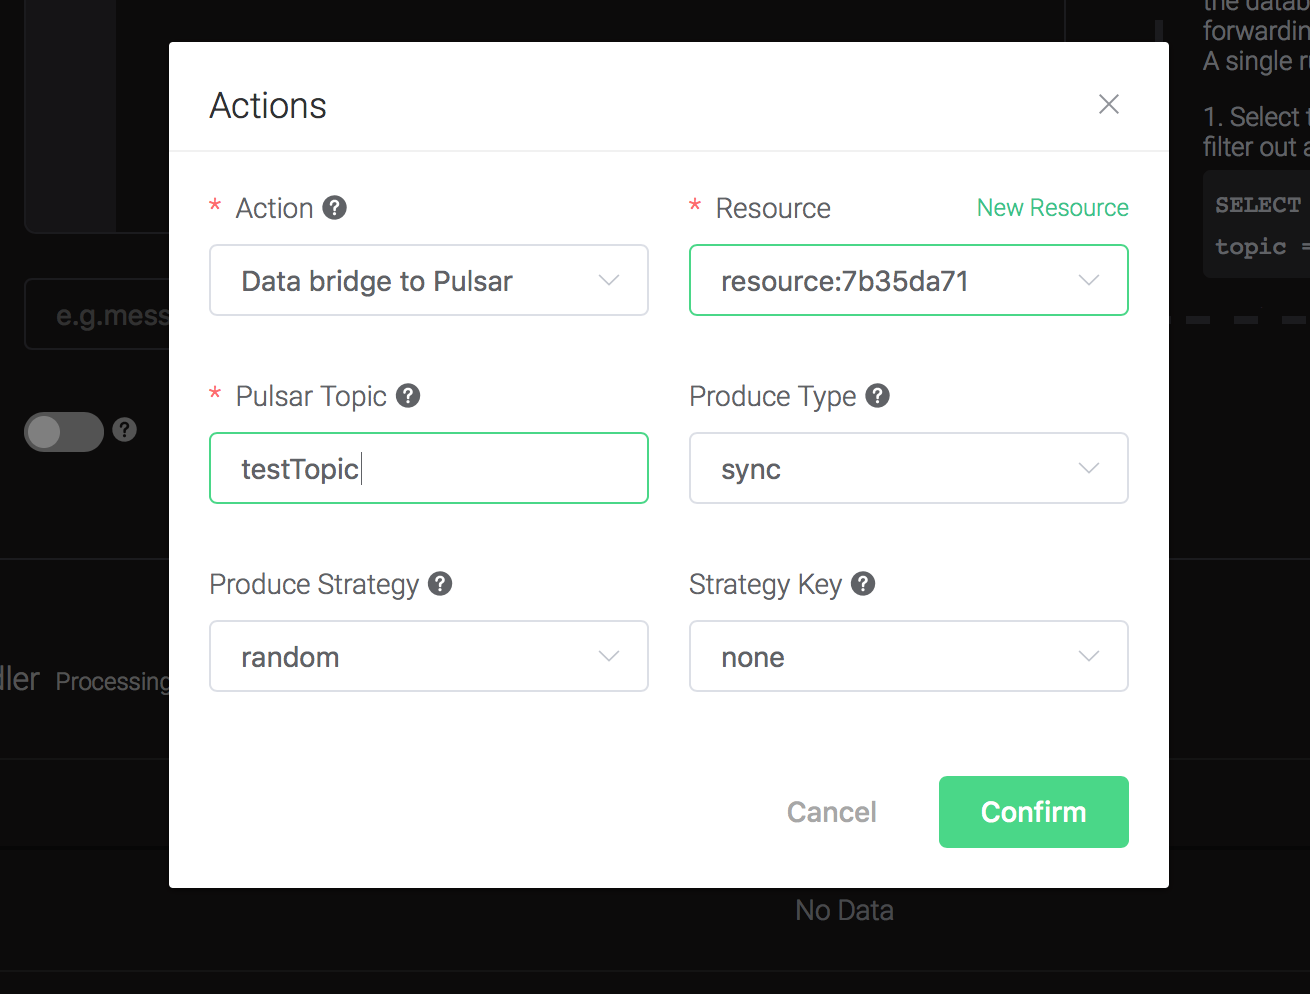 the datab
forwardin
A single ru
1. Select t
filter out a
SELECT
topic =
Actions
* Action ?
* Resource New Resource
Data bridge to Pulsar
resource:7b35da71
e.g.mess
* Pulsar Topic ?
Produce Type ?
testTopic
sync
?
Produce Strategy ?
Strategy Key ?
random
none
dler Processing
Cancel
Confirm
No Data